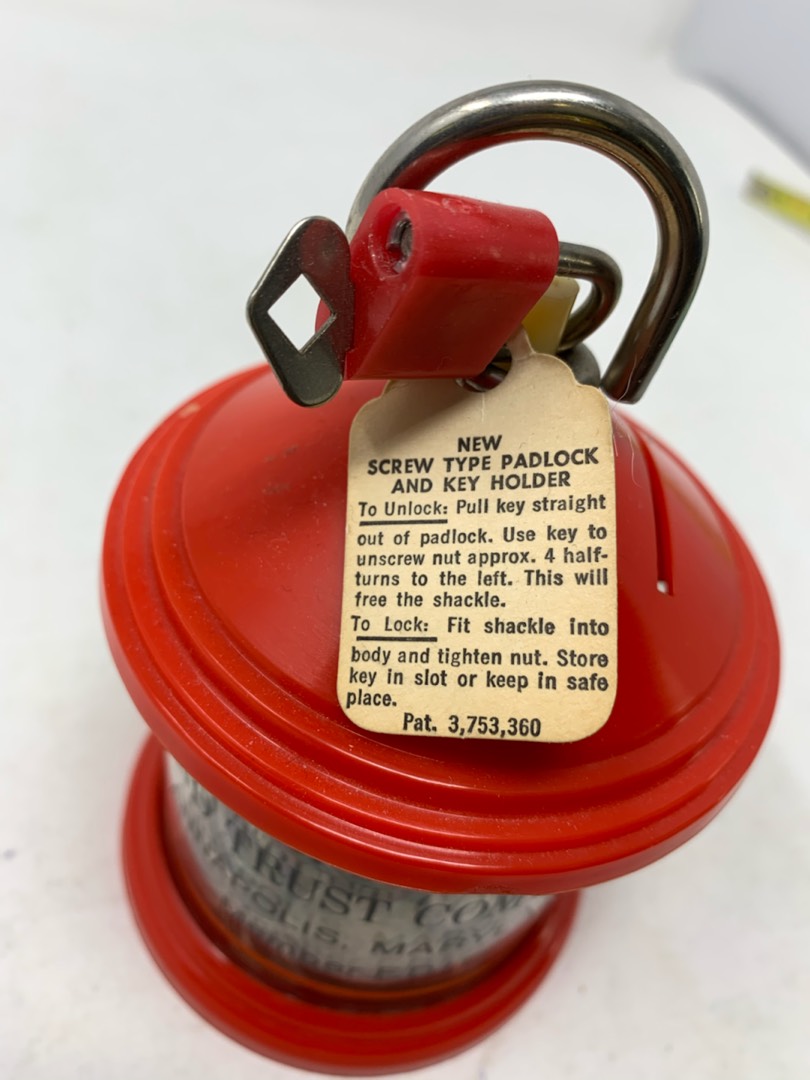 NEW
SCREW TYPE PADLOCK
AND KEY HOLDER
To Unlock: Pull key straight
out of padlock. Use key to
unscrew nut approx. 4 half-
turns to the left. This will
free the shackle.
To Lock: Fit shackle into
body and tighten nut. Store
key in slot or keep in safe
place.
Pat. 3,753,360
TRUST